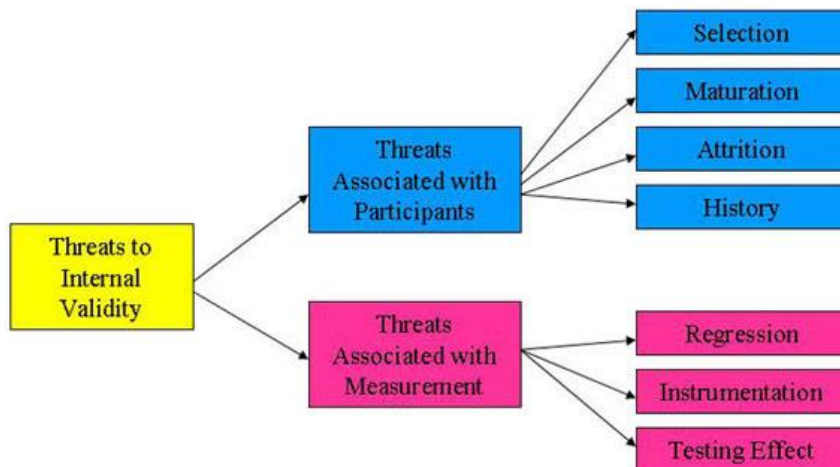 Threats to
Internal
Validity
Threats
Associated with
Participants
Selection
Maturation
Attrition
History
Threats
Associated with
Measurement
Regression
Instrumentation
Testing Effect